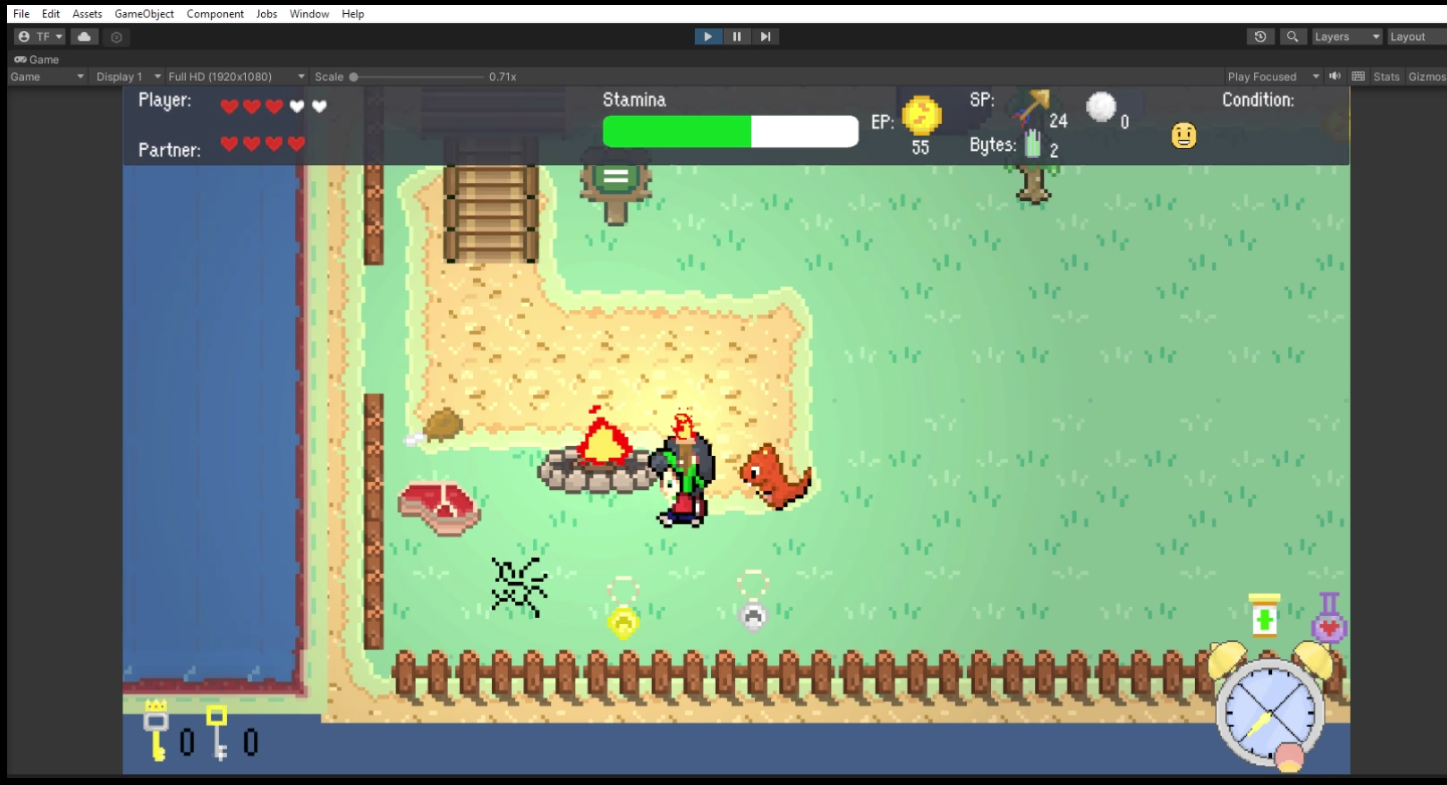 File Edit Assets GameObject Component Jobs Window Help
TF Layers Layout
Game
Game Display 1 Full HD (1920x1080) Scale 0.71x Play Focused Stats Gizmos
Player: Stamina SP: 24 0 Condition:
EP: 55
Partner: Bytes: 2
0 0